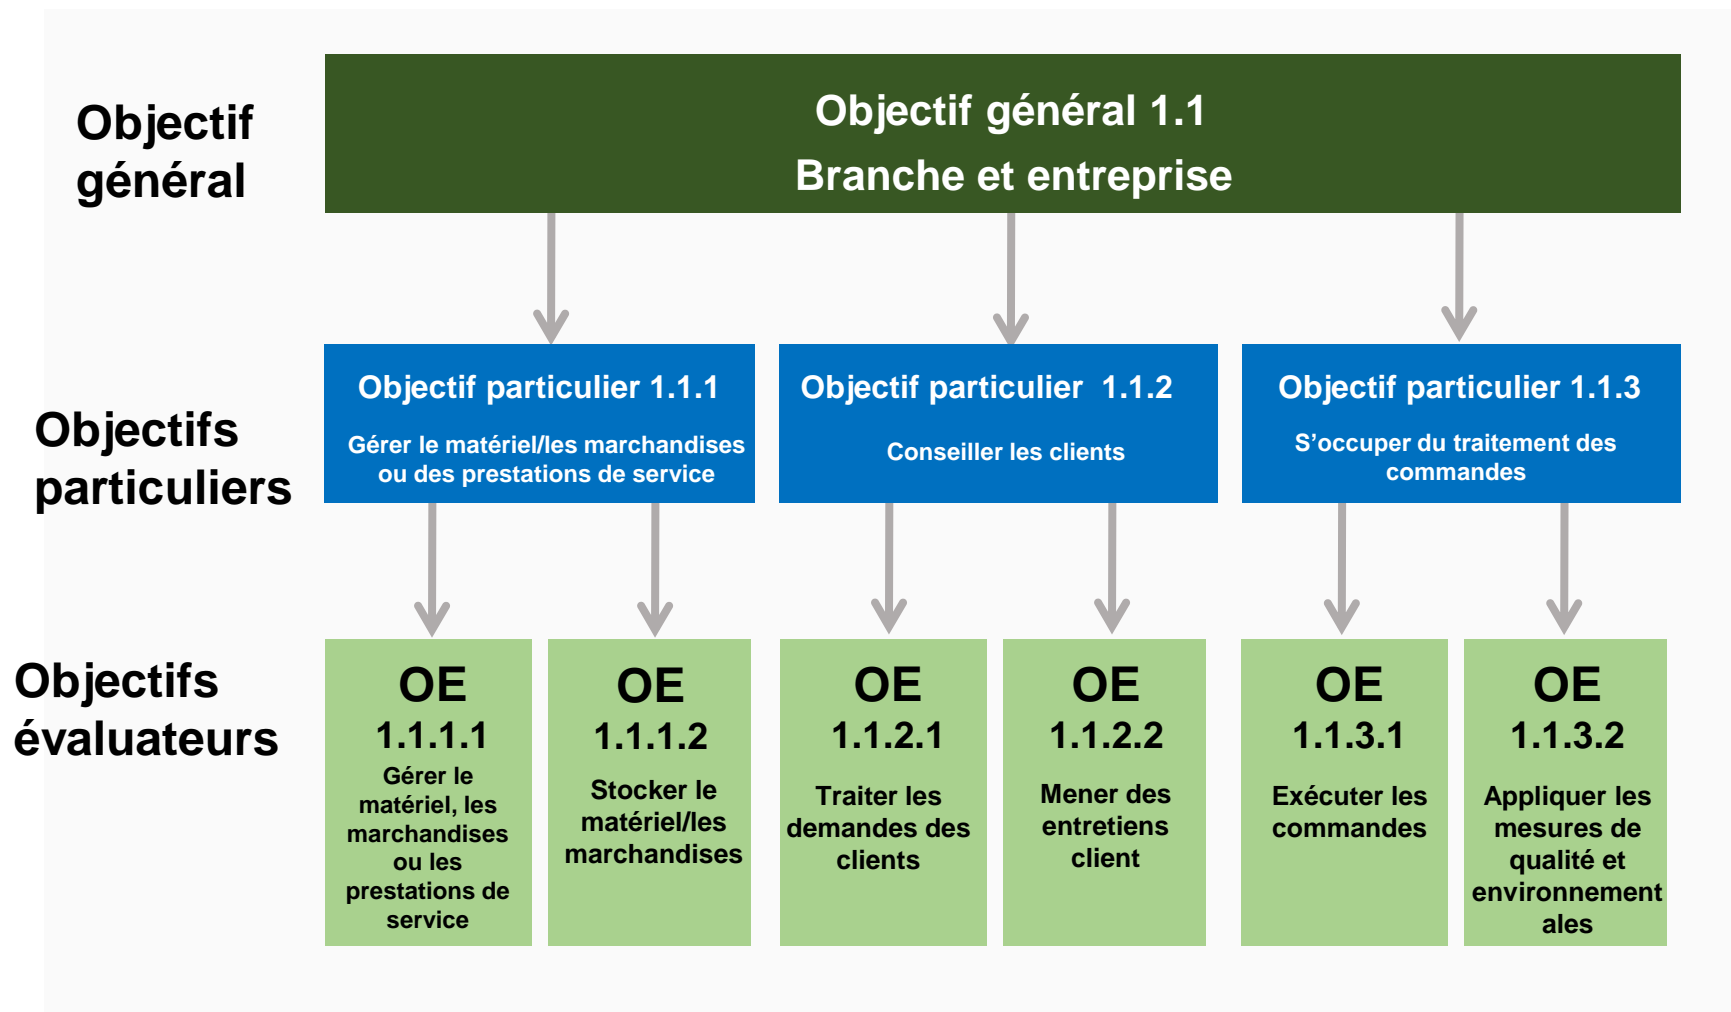 Objectif
général
Objectif général 1.1
Branche et entreprise
Objectifs
particuliers
Objectif particulier 1.1.1
Gérer le matériel/les marchandises
ou des prestations de service
Objectif particulier  1.1.2
Conseiller les clients
Objectif particulier 1.1.3
S’occuper du traitement des
commandes
Objectifs
évaluateurs
OE
1.1.1.1
Gérer le
matériel, les
marchandises
ou les
prestations de
service
OE
1.1.1.2
Stocker le
matériel/les
marchandises
OE
1.1.2.1
Traiter les
demandes des
clients
OE
1.1.2.2
Mener des
entretiens
client
OE
1.1.3.1
Exécuter les
commandes
OE
1.1.3.2
Appliquer les
mesures de
qualité et
environnement
ales